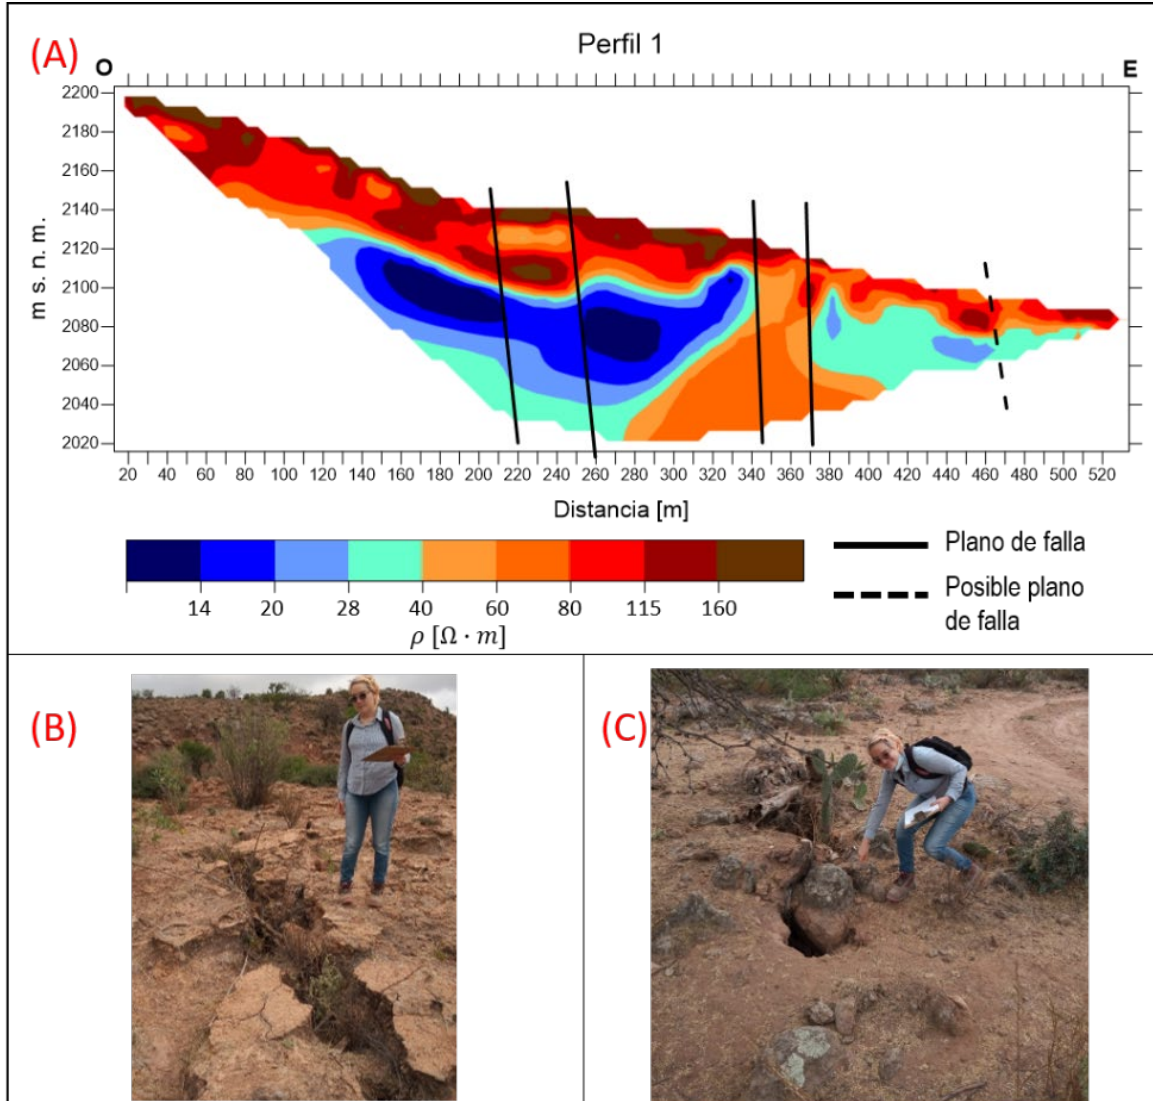 (A)
Perfil 1
O
E
2200
2180
2160
2140
2120
2100
2080
2060
2040
2020
m s. n. m.
20 40 60 80 100 120 140 160 180 200 220 240 260 280 300 320 340 360 380 400 420 440 460 480 500 520
Distancia [m]
14 20 28 40 60 80 115 160
ρ [Ω · m]
Plano de falla
Posible plano
de falla
(B)
(C)